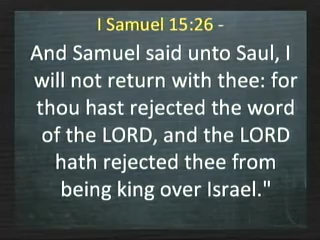 I Samuel 15:26 -
And Samuel said unto Saul, I
will not return with thee: for
thou hast rejected the word
of the LORD, and the LORD
hath rejected thee from
being king over Israel."